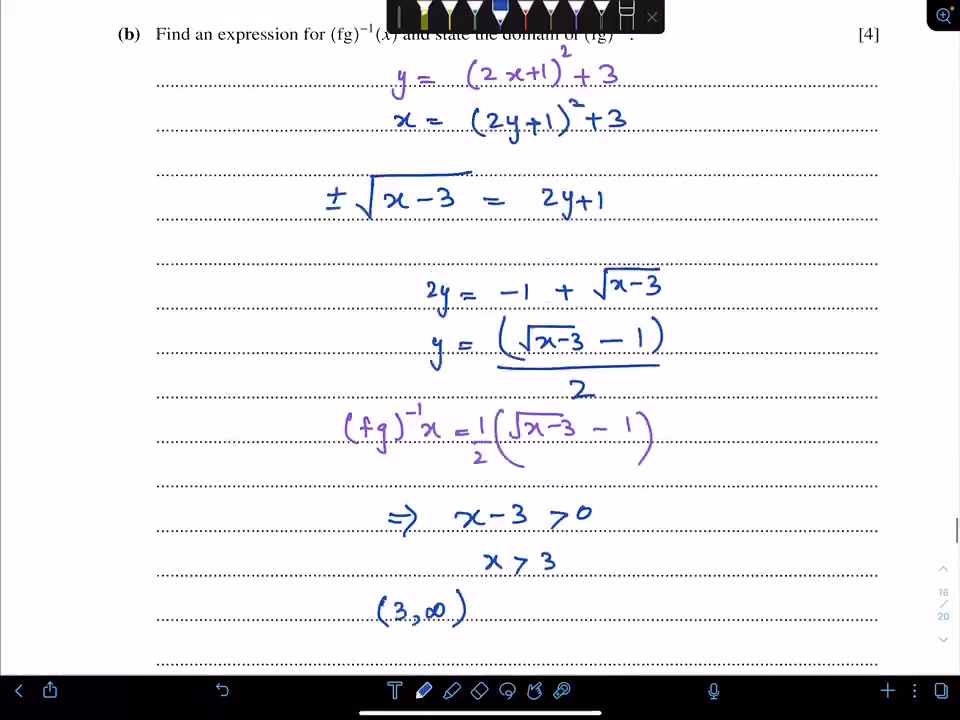 (b) Find an expression for (fg)⁻¹(x) and state the domain of (fg)⁻¹. [4]
y = (2x+1)² + 3
x = (2y+1)² + 3
± √(x-3) = 2y+1
2y = -1 + √(x-3)
y = (√(x-3) - 1) / 2
(fg)⁻¹x = 1/2 (√(x-3) - 1)
⇒ x-3 > 0
x > 3
(3, ∞)
18
/
20